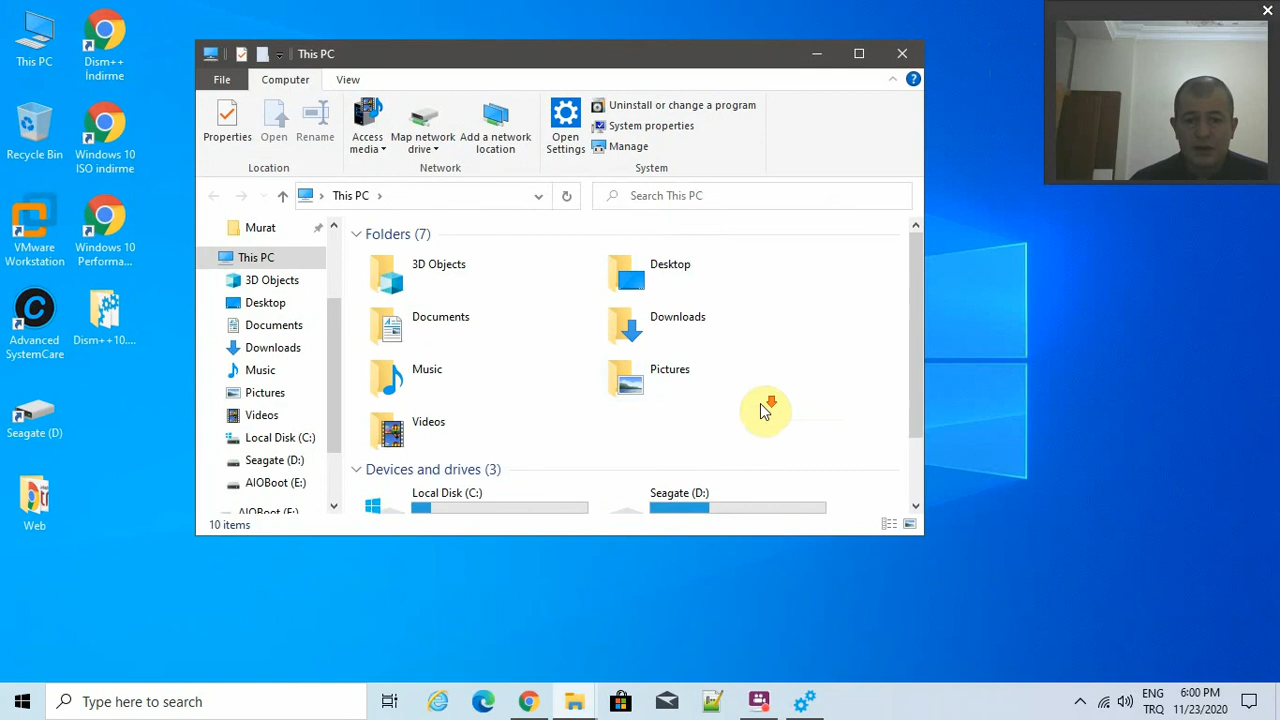 This PC
Dism++
İndirme
Recycle Bin
Windows 10
ISO indirme
VMware
Workstation
Windows 10
Performa...
Advanced
SystemCare
Dism++10....
Seagate (D)
Web
This PC
File
Computer
View
Properties
Open
Rename
Access
media
Map network
drive
Add a network
location
Open
Settings
Uninstall or change a program
System properties
Manage
Location
Network
System
This PC
Search This PC
Murat
This PC
3D Objects
Desktop
Documents
Downloads
Music
Pictures
Videos
Local Disk (C:)
Seagate (D:)
AIOBoot (E:)
AIOBoot (E:)
Folders (7)
3D Objects
Desktop
Documents
Downloads
Music
Pictures
Videos
Devices and drives (3)
Local Disk (C:)
Seagate (D:)
10 items
Type here to search
ENG
TRQ
6:00 PM
11/23/2020